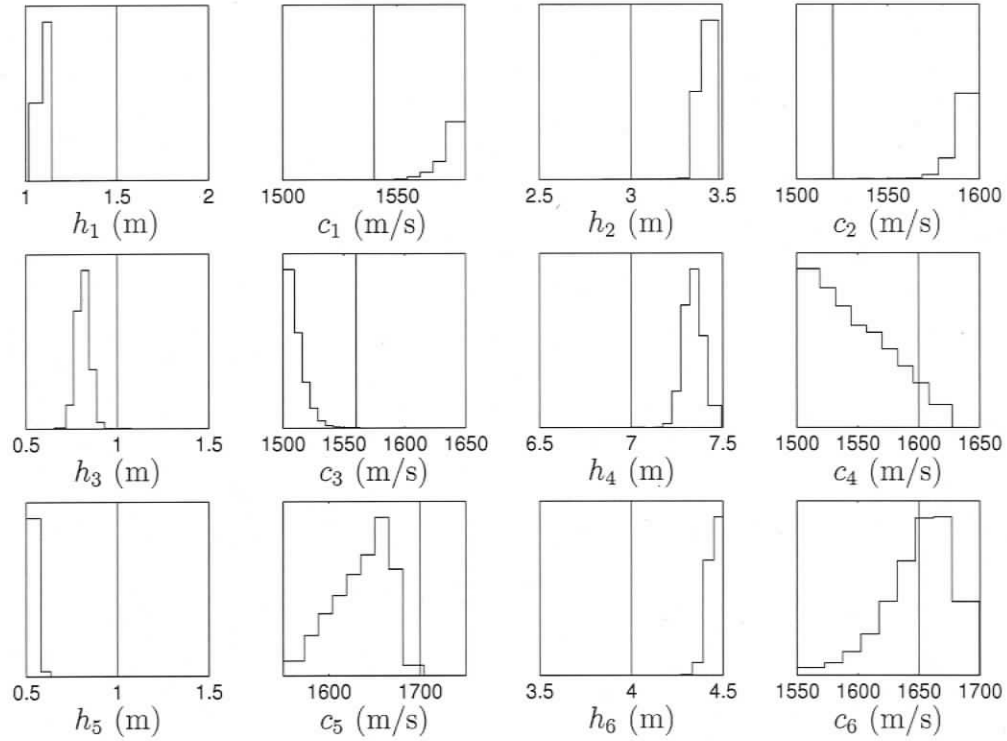 1 1.5 2 1500 1550 2.5 3 3.5 1500 1550 1600
h₁ (m) c₁ (m/s) h₂ (m) c₂ (m/s)
0.5 1 1.5 1500 1550 1600 1650 6.5 7 7.5 1500 1550 1600 1650
h₃ (m) c₃ (m/s) h₄ (m) c₄ (m/s)
0.5 1 1.5 1600 1700 3.5 4 4.5 1550 1600 1650 1700
h₅ (m) c₅ (m/s) h₆ (m) c₆ (m/s)